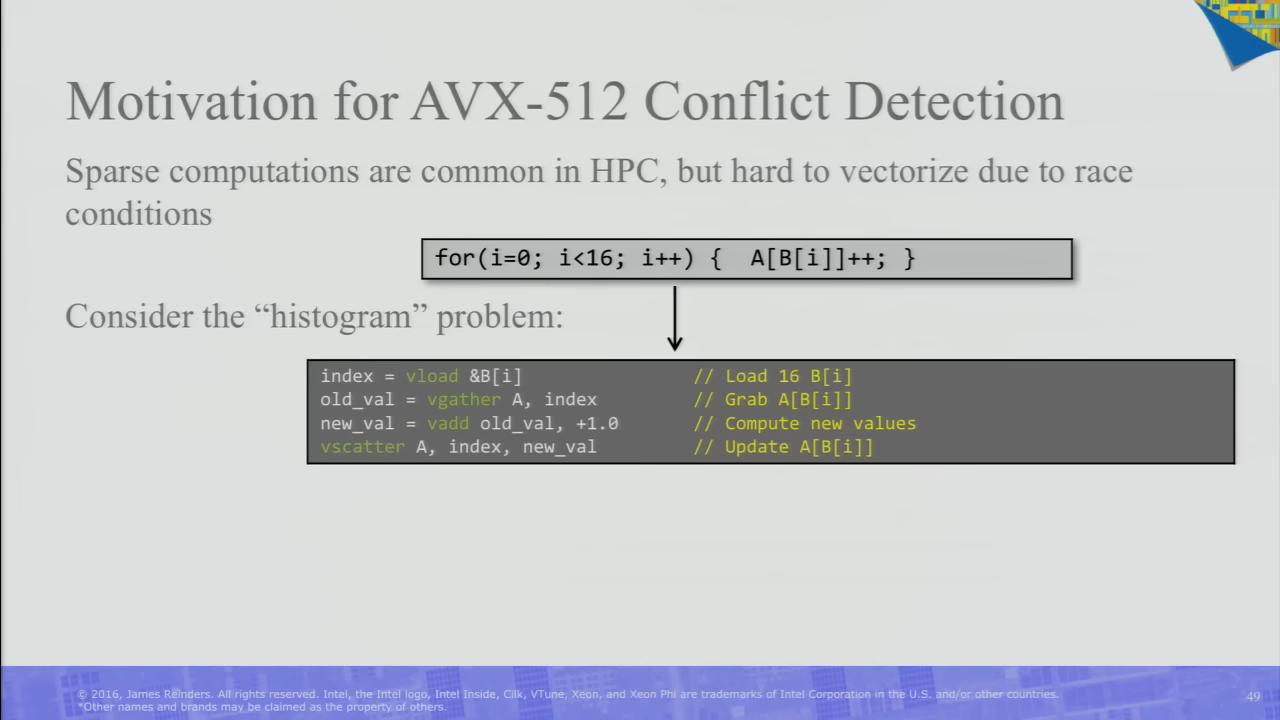 Motivation for AVX-512 Conflict Detection
Sparse computations are common in HPC, but hard to vectorize due to race
conditions
for(i=0; i<16; i++) {  A[B[i]]++; }
Consider the “histogram” problem:
index = vload &B[i]                // Load 16 B[i]
old_val = vgather A, index         // Grab A[B[i]]
new_val = vadd old_val, +1.0       // Compute new values
vscatter A, index, new_val         // Update A[B[i]]
© 2016, James Reinders. All rights reserved. Intel, the Intel logo, Intel Inside, Cilk, VTune, Xeon, and Xeon Phi are trademarks of Intel Corporation in the U.S. and/or other countries.
*Other names and brands may be claimed as the property of others.
49